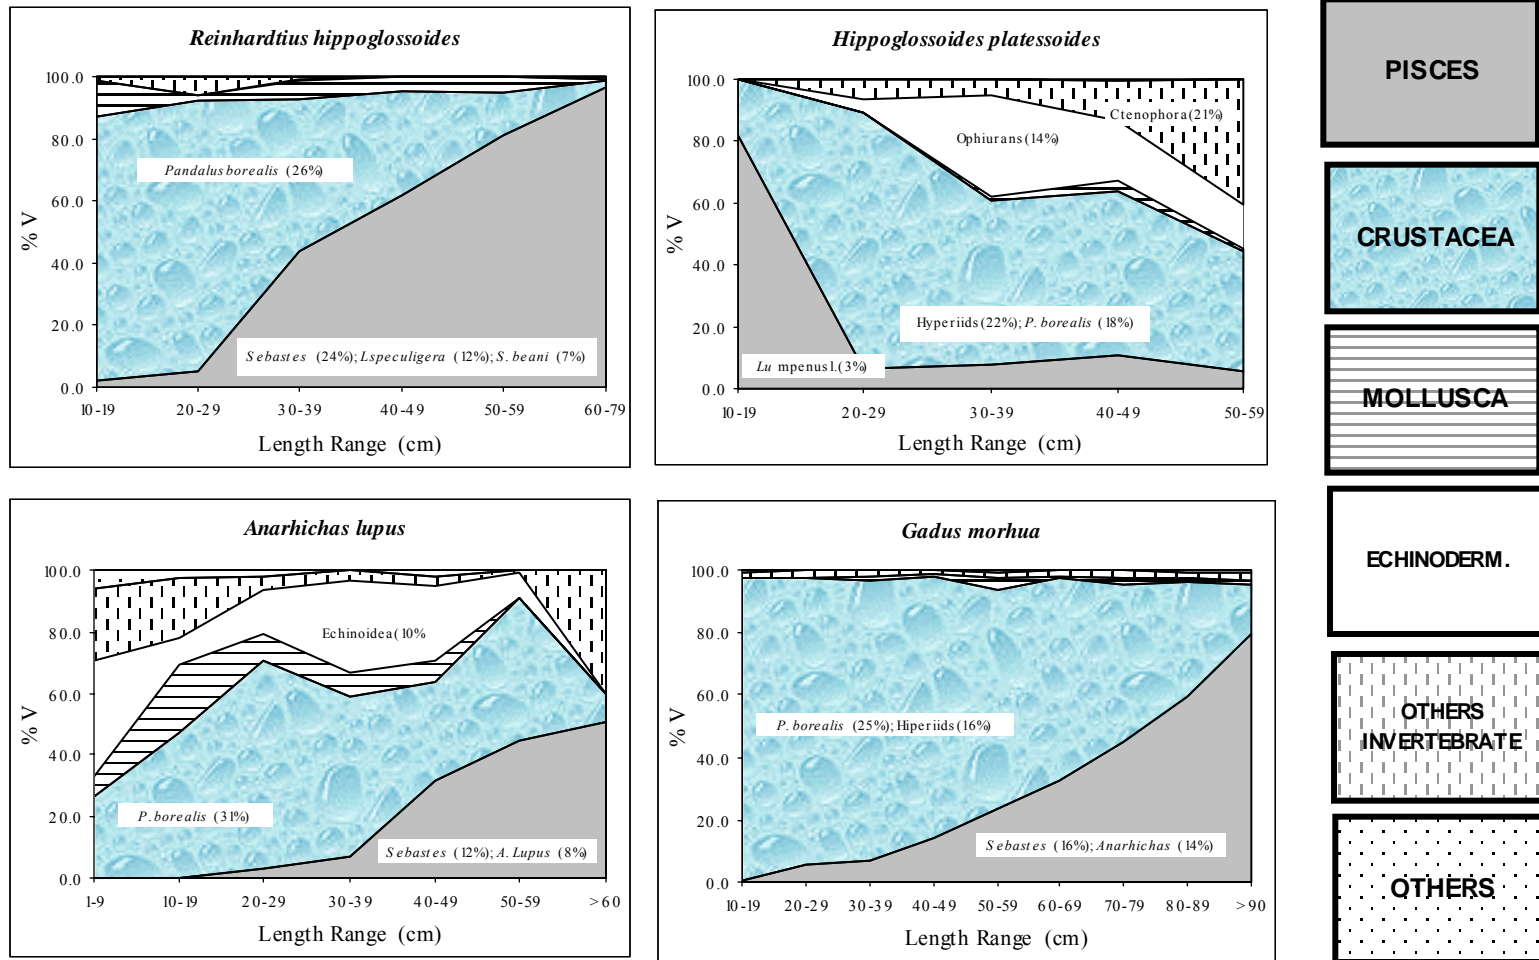 Reinhardtius hippoglossoides
100.0
80.0
60.0
40.0
20.0
0.0
% V
Pandalus borealis (26%)
Sebastes (24%); Lspeculigera (12%); S. beani (7%)
10-19 20-29 30-39 40-49 50-59 60-79
Length Range (cm)
Hippoglossoides platessoides
100.0
80.0
60.0
40.0
20.0
0.0
% V
Ctenophora (21%)
Ophiurans (14%)
Hyperiids (22%); P. borealis (18%)
Lu mpenus l. (3%)
10-19 20-29 30-39 40-49 50-59
Length Range (cm)
Anarhichas lupus
100.0
80.0
60.0
40.0
20.0
0.0
% V
Echinoidea (10%
P. borealis (31%)
Sebastes (12%); A. Lupus (8%)
1-9 10-19 20-29 30-39 40-49 50-59 >60
Length Range (cm)
Gadus morhua
100.0
80.0
60.0
40.0
20.0
0.0
% V
P. borealis (25%); Hiperiids (16%)
Sebastes (16%); Anarhichas (14%)
10-19 20-29 30-39 40-49 50-59 60-69 70-79 80-89 >90
Length Range (cm)
PISCES
CRUSTACEA
MOLLUSCA
ECHINODERM.
OTHERS
INVERTEBRATE
OTHERS